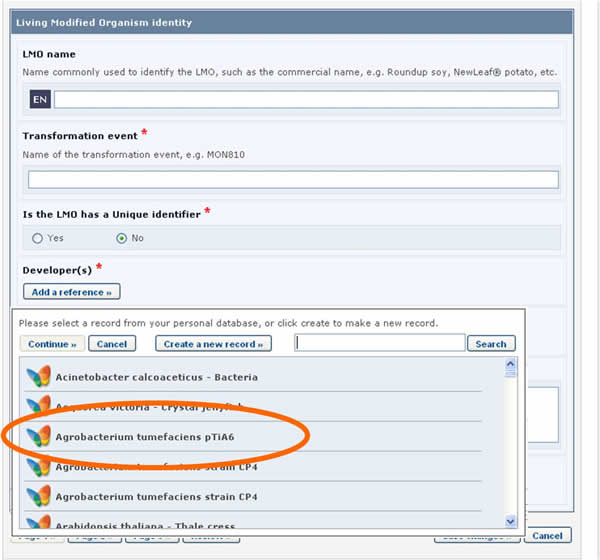 Living Modified Organism identity
LMO name
Name commonly used to identify the LMO, such as the commercial name, e.g. Roundup soy, NewLeaf® potato, etc.
EN
Transformation event *
Name of the transformation event, e.g. MON810
Is the LMO has a Unique identifier *
Yes No
Developer(s) *
Add a reference »
Please select a record from your personal database, or click create to make a new record.
Continue » Cancel Create a new record » Search
Acinetobacter calcoaceticus - Bacteria
Aequorea victoria - Crystal jellyfish
Agrobacterium tumefaciens pTiA6
Agrobacterium tumefaciens strain CP4
Agrobacterium tumefaciens strain CP4
Arabidopsis thaliana - Thale cress
Cancel